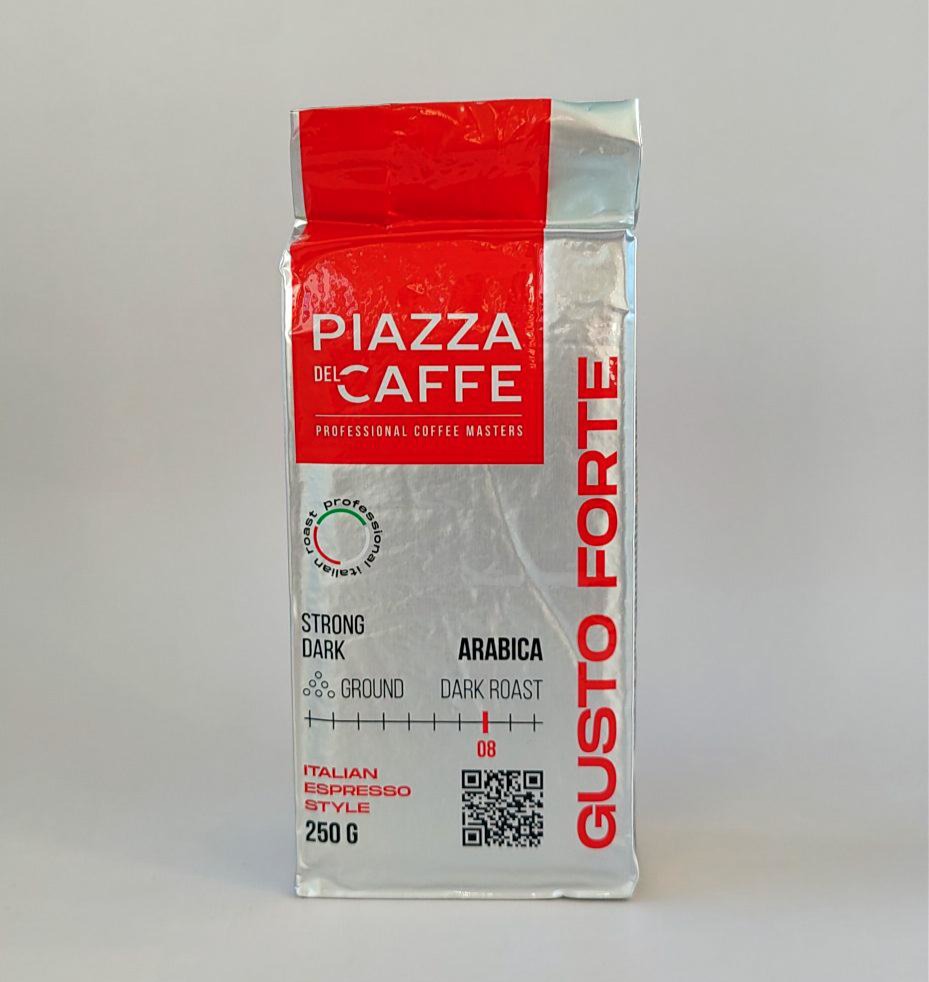 PIAZZA
DEL CAFFE
PROFESSIONAL COFFEE MASTERS
professional italian roast
STRONG
DARK
ARABICA
GROUND
DARK ROAST
08
ITALIAN
ESPRESSO
STYLE
250 G
GUSTO FORTE